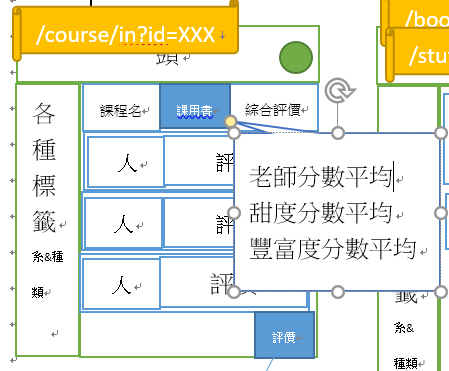 /course/in?id=XXX
/boo
/stu
頭
各
種
標
籤
系&種
類
課程名
課用書
綜合評價
人
評
人
評
人
評
老師分數平均
甜度分數平均
豐富度分數平均
評價
籤
系&
種類